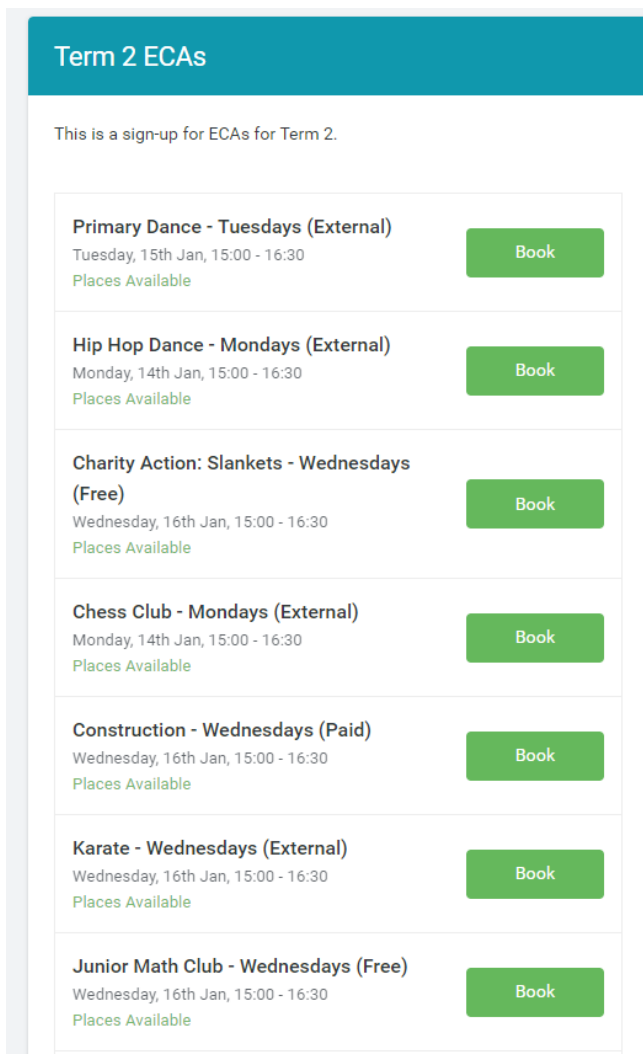 Term 2 ECAs
This is a sign-up for ECAs for Term 2.
Primary Dance - Tuesdays (External)
Tuesday, 15th Jan, 15:00 - 16:30
Places Available
Book
Hip Hop Dance - Mondays (External)
Monday, 14th Jan, 15:00 - 16:30
Places Available
Book
Charity Action: Slankets - Wednesdays
(Free)
Wednesday, 16th Jan, 15:00 - 16:30
Places Available
Book
Chess Club - Mondays (External)
Monday, 14th Jan, 15:00 - 16:30
Places Available
Book
Construction - Wednesdays (Paid)
Wednesday, 16th Jan, 15:00 - 16:30
Places Available
Book
Karate - Wednesdays (External)
Wednesday, 16th Jan, 15:00 - 16:30
Places Available
Book
Junior Math Club - Wednesdays (Free)
Wednesday, 16th Jan, 15:00 - 16:30
Places Available
Book